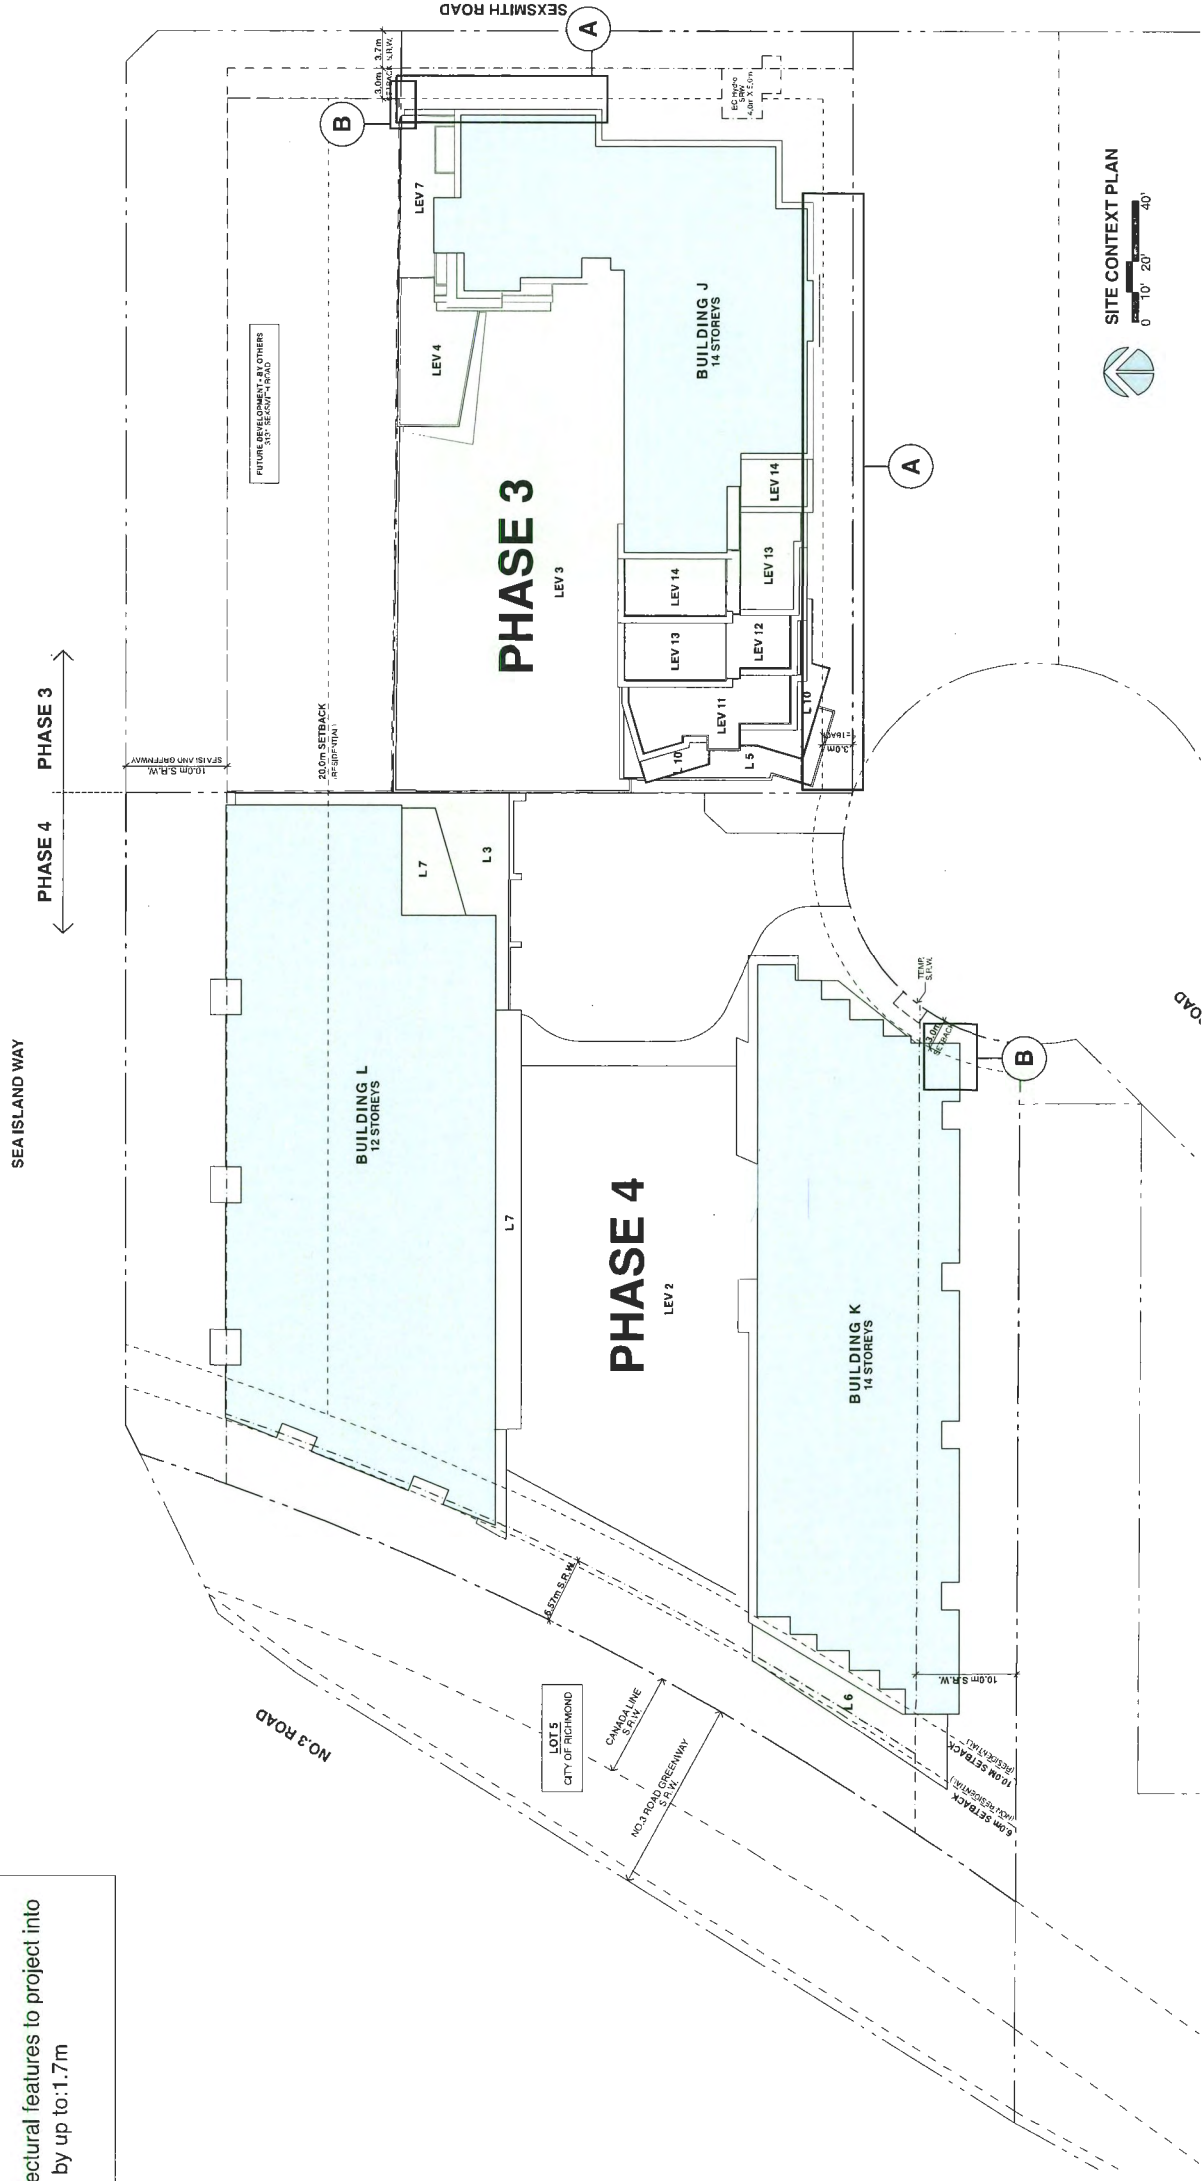 ectural features to project into
by up to:1.7m
SEA ISLAND WAY
PHASE 4
PHASE 3
10.0m S.R.W.
SEA ISLAND GREENWAY
20.0m SETBACK
(RESIDENTIAL)
FUTURE DEVELOPMENT - BY OTHERS
SEXSMITH ROAD
3.0m
3.7m
SETBACK
S.R.W.
SEXSMITH ROAD
A
B
LEV 7
LEV 4
PHASE 3
LEV 3
BUILDING J
14 STOREYS
LEV 14
LEV 13
LEV 14
LEV 13
LEV 12
LEV 11
L 10
L 10
L 5
3.0m
A
4.0m X 5.0m
SITE CONTEXT PLAN
0 10' 20' 40'
BUILDING L
12 STOREYS
L 7
L 3
L 7
PHASE 4
LEV 2
BUILDING K
14 STOREYS
TEMP.
S.R.W.
3.0m
SETBACK
B
OAD
L 6
10.0m S.R.W.
10.0M SETBACK
(RESIDENTIAL)
6.0m SETBACK
(NON RESIDENTIAL)
6.57m S.R.W.
CANADA LINE
S.R.W.
NO.3 ROAD GREENWAY
S.R.W.
LOT 5
CITY OF RICHMOND
NO.3 ROAD